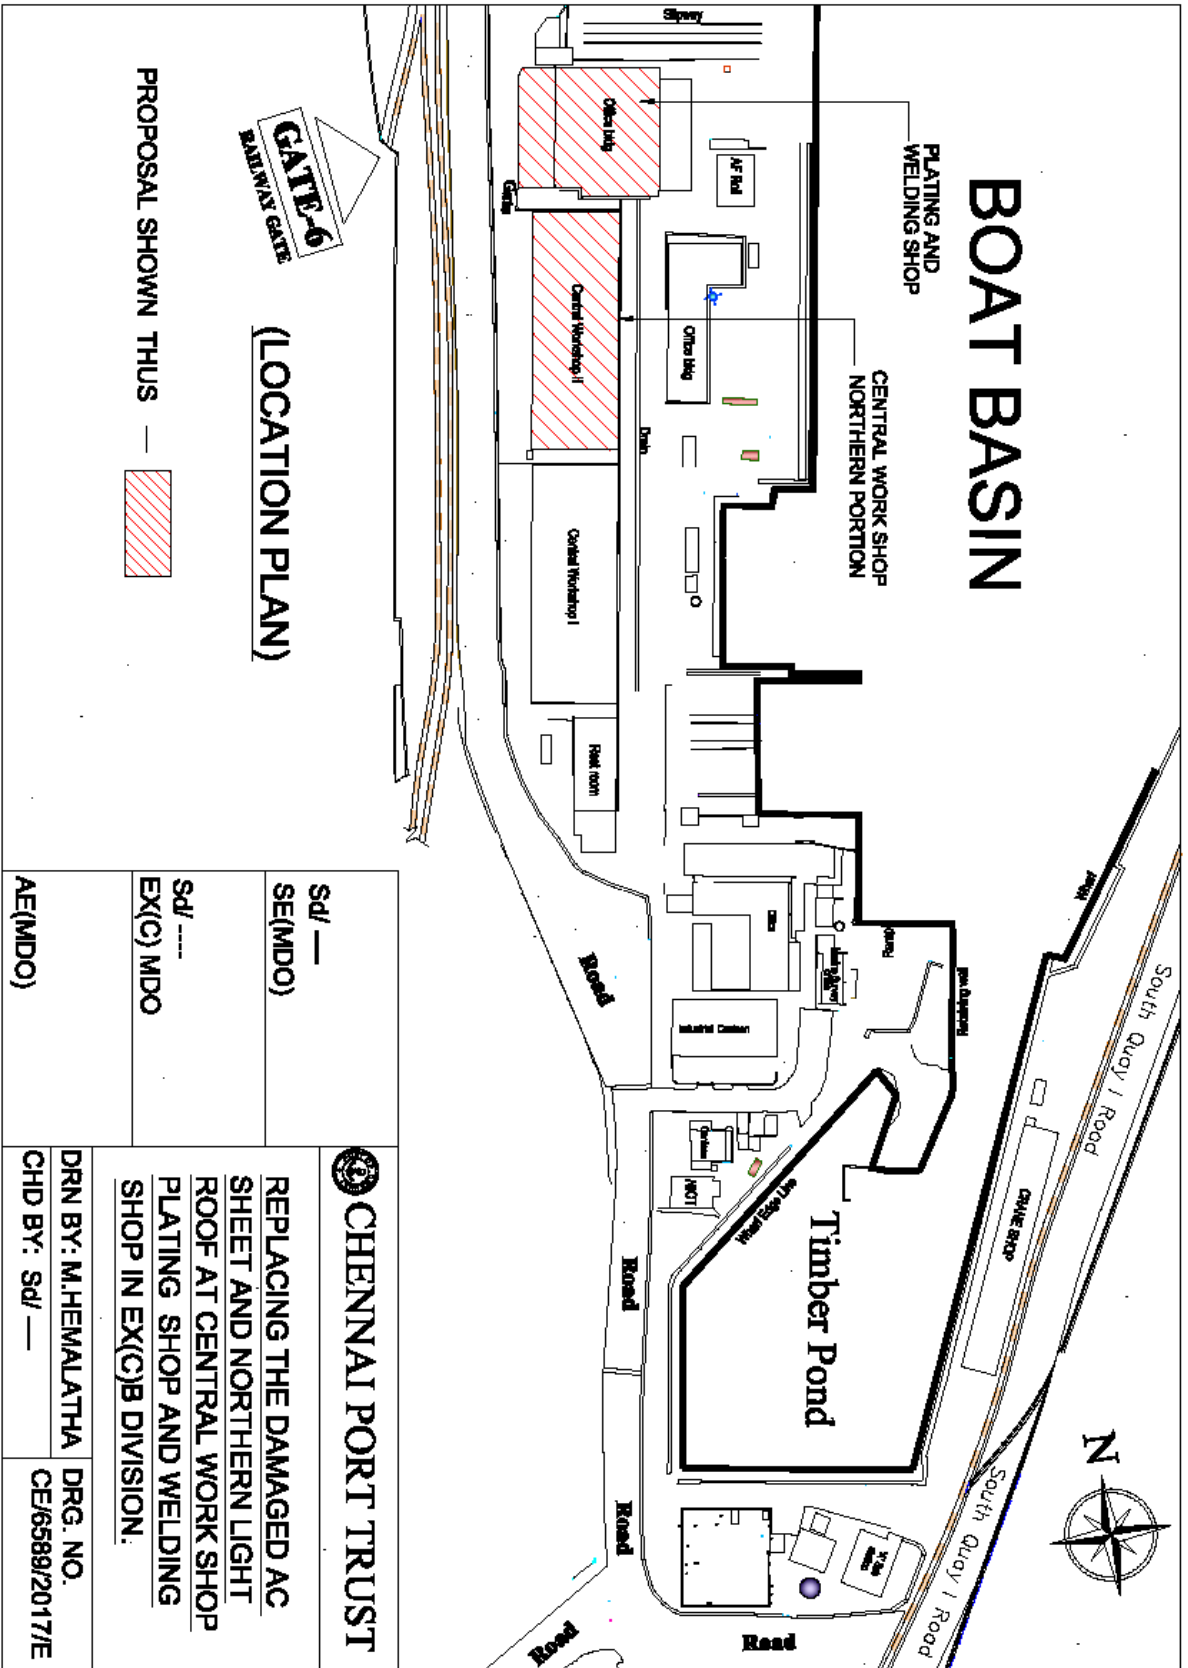 BOAT BASIN
PLATING AND
WELDING SHOP
CENTRAL WORK SHOP
NORTHERN PORTION
Slipway
Office bldg
AF Roll
Office bldg
Central Workshop II
Drain
Central Workshop I
Rest room
Office
Ramp
Industrial Canteen
Canteen
NIOT
Wharf Edge Line
Timber Pond
Wharf
CRANE SHOP
South Quay I Road
South Quay I Road
N
Road
Road
Road
Road
Road
GATE-6
RAILWAY GATE
(LOCATION PLAN)
PROPOSAL SHOWN THUS —
Sd/ —
SE(MDO)
Sd/ ----
EX(C) MDO
AE(MDO)
CHENNAI PORT TRUST
REPLACING THE DAMAGED AC
SHEET AND NORTHERN LIGHT
ROOF AT CENTRAL WORK SHOP
PLATING SHOP AND WELDING
SHOP IN EX(C)B DIVISION.
DRN BY: M.HEMALATHA
CHD BY: Sd/ —
DRG. NO.
CE/6589/2017/E